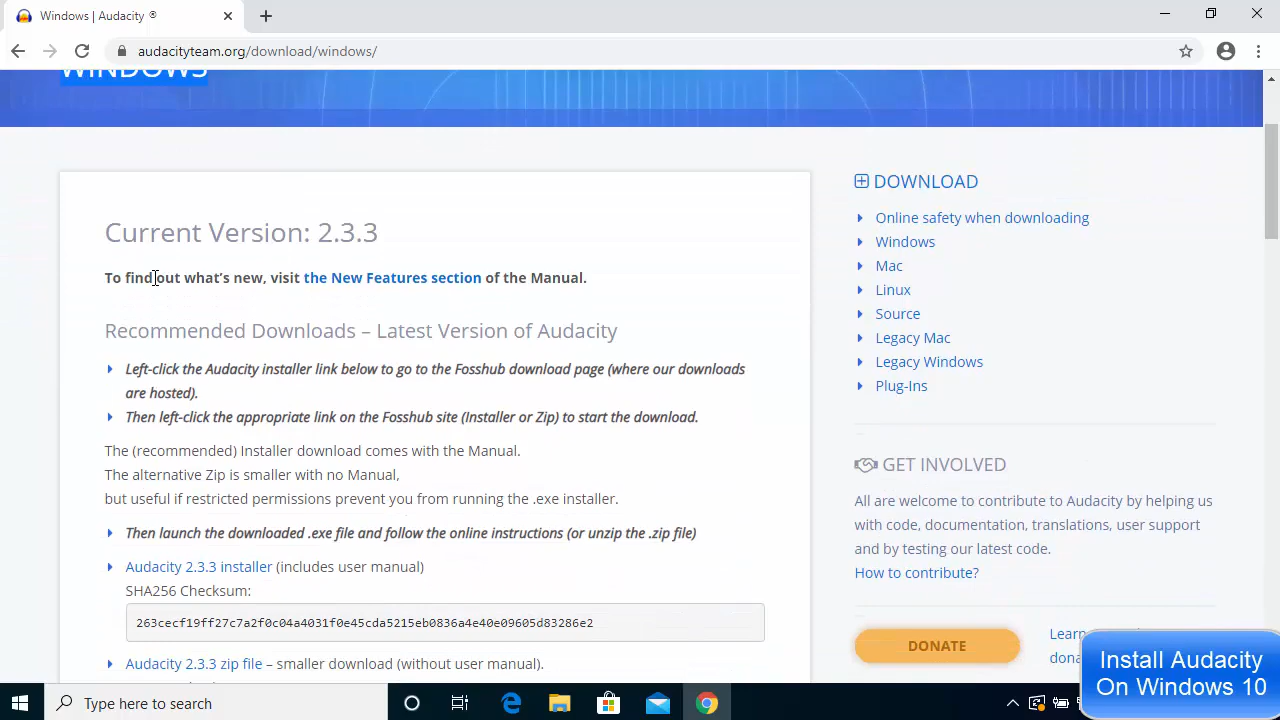 Windows | Audacity ®
audacityteam.org/download/windows/
WINDOWS
Current Version: 2.3.3
To find out what's new, visit the New Features section of the Manual.
Recommended Downloads – Latest Version of Audacity
Left-click the Audacity installer link below to go to the Fosshub download page (where our downloads
are hosted).
Then left-click the appropriate link on the Fosshub site (Installer or Zip) to start the download.
The (recommended) Installer download comes with the Manual.
The alternative Zip is smaller with no Manual,
but useful if restricted permissions prevent you from running the .exe installer.
Then launch the downloaded .exe file and follow the online instructions (or unzip the .zip file)
Audacity 2.3.3 installer (includes user manual)
SHA256 Checksum:
Audacity 2.3.3 zip file – smaller download (without user manual).
DOWNLOAD
Online safety when downloading
Windows
Mac
Linux
Source
Legacy Mac
Legacy Windows
Plug-Ins
GET INVOLVED
All are welcome to contribute to Audacity by helping us
with code, documentation, translations, user support
and by testing our latest code.
How to contribute?
DONATE
Install Audacity
On Windows 10
Type here to search